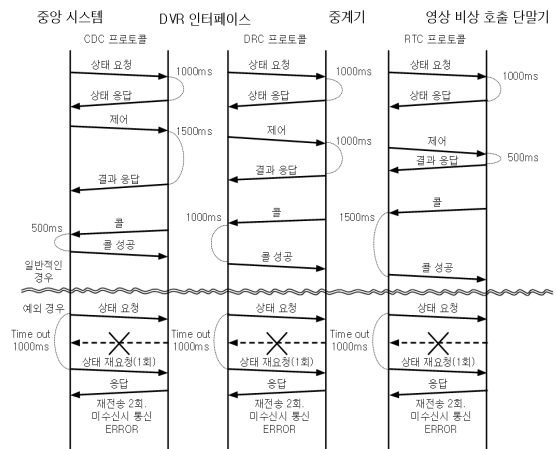 중앙 시스템
DVR 인터페이스
중계기
영상 비상 호출 단말기
CDC 프로토콜
DRC 프로토콜
RTC 프로토콜
상태 요청
1000ms
상태 응답
제어
1500ms
결과 응답
500ms
콜
콜 성공
일반적인
경우
상태 요청
1000ms
상태 응답
제어
1000ms
결과 응답
1000ms
콜
콜 성공
상태 요청
1000ms
상태 응답
제어
500ms
결과 응답
1500ms
콜
콜 성공
예외 경우
상태 요청
Time out
1000ms
상태 재요청(1회)
응답
재전송 2회.
미수신시 통신
ERROR
상태 요청
Time out
1000ms
상태 재요청(1회)
응답
재전송 2회.
미수신시 통신
ERROR
상태 요청
Time out
1000ms
상태 재요청(1회)
응답
재전송 2회.
미수신시 통신
ERROR